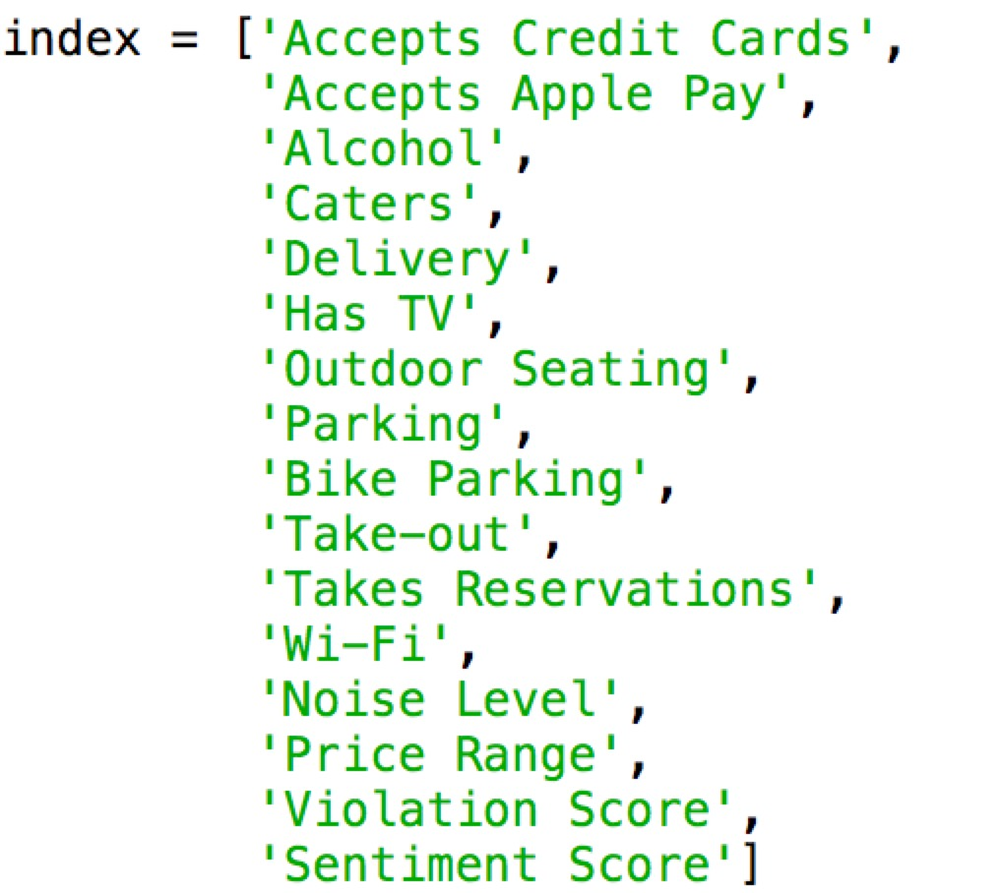 index = ['Accepts Credit Cards',
'Accepts Apple Pay',
'Alcohol',
'Caters',
'Delivery',
'Has TV',
'Outdoor Seating',
'Parking',
'Bike Parking',
'Take-out',
'Takes Reservations',
'Wi-Fi',
'Noise Level',
'Price Range',
'Violation Score',
'Sentiment Score']